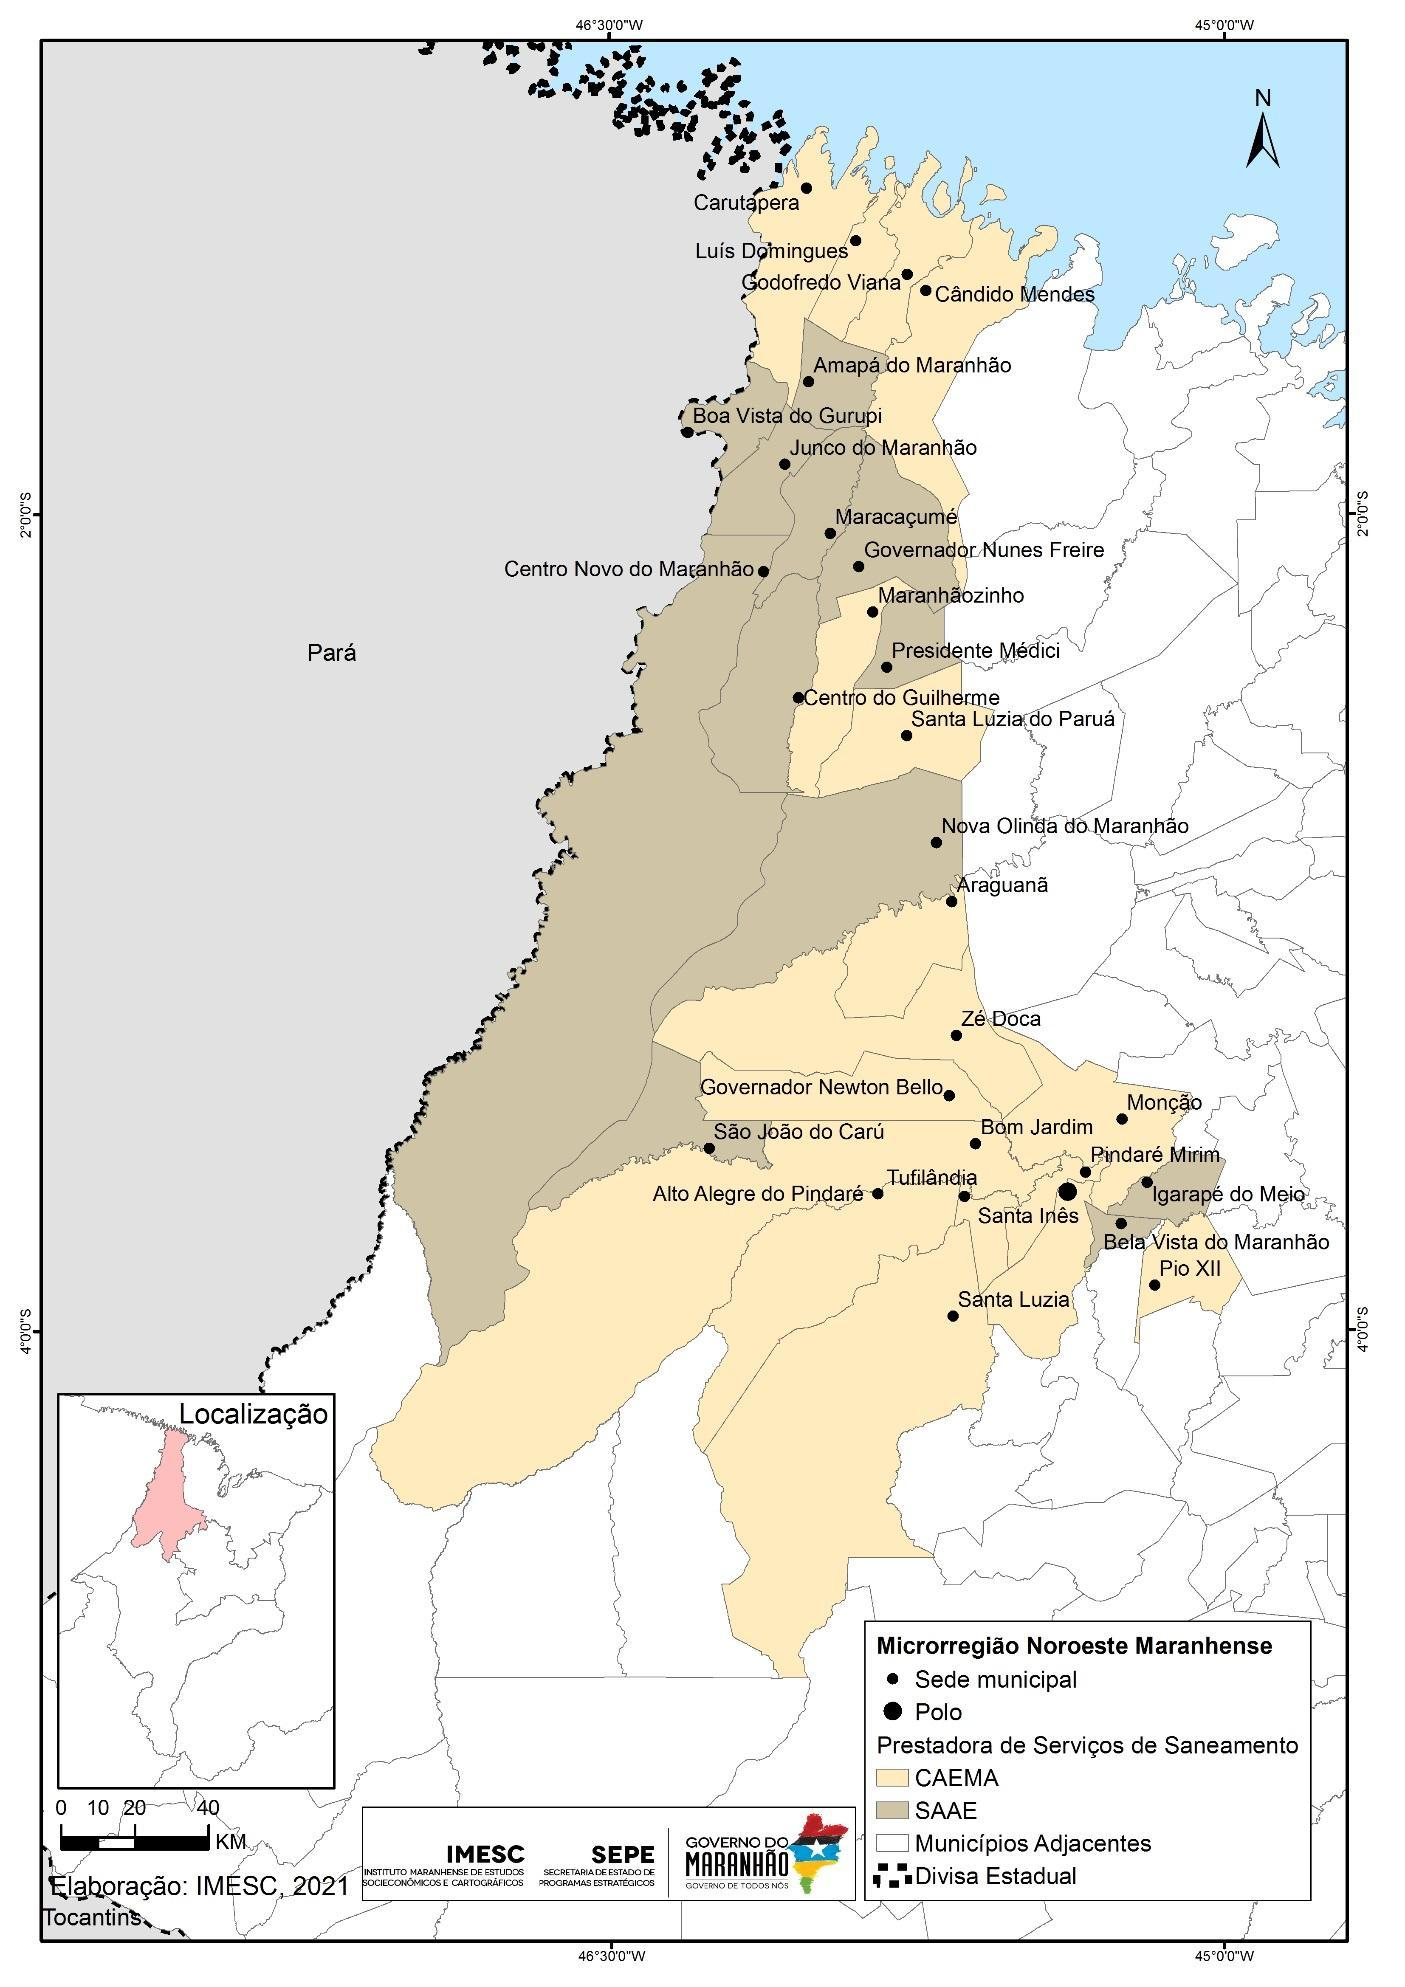 46°30'0"W
45°0'0"W
N
Carutapera
Luís Domingues
Godofredo Viana
Cândido Mendes
Amapá do Maranhão
Boa Vista do Gurupi
Junco do Maranhão
2°0'0"S
2°0'0"S
Maracaçumé
Governador Nunes Freire
Centro Novo do Maranhão
Maranhãozinho
Pará
Presidente Médici
Centro do Guilherme
Santa Luzia do Paruá
Nova Olinda do Maranhão
Araguanã
Zé Doca
Governador Newton Bello
Monção
São João do Carú
Bom Jardim
Pindaré Mirim
Tufilândia
Alto Alegre do Pindaré
Igarapé do Meio
Santa Inês
Bela Vista do Maranhão
Pio XII
Santa Luzia
4°0'0"S
4°0'0"S
Localização
Microrregião Noroeste Maranhense
Sede municipal
Polo
Prestadora de Serviços de Saneamento
CAEMA
SAAE
Municípios Adjacentes
Divisa Estadual
0 10 20 40
KM
IMESC
INSTITUTO MARANHENSE DE ESTUDOS
SOCIECONÔMICOS E CARTOGRÁFICOS
SEPE
SECRETARIA DE ESTADO DE
PROGRAMAS ESTRATÉGICOS
GOVERNO DO
MARANHÃO
GOVERNO DE TODOS NÓS
Elaboração: IMESC, 2021
Tocantins
46°30'0"W
45°0'0"W